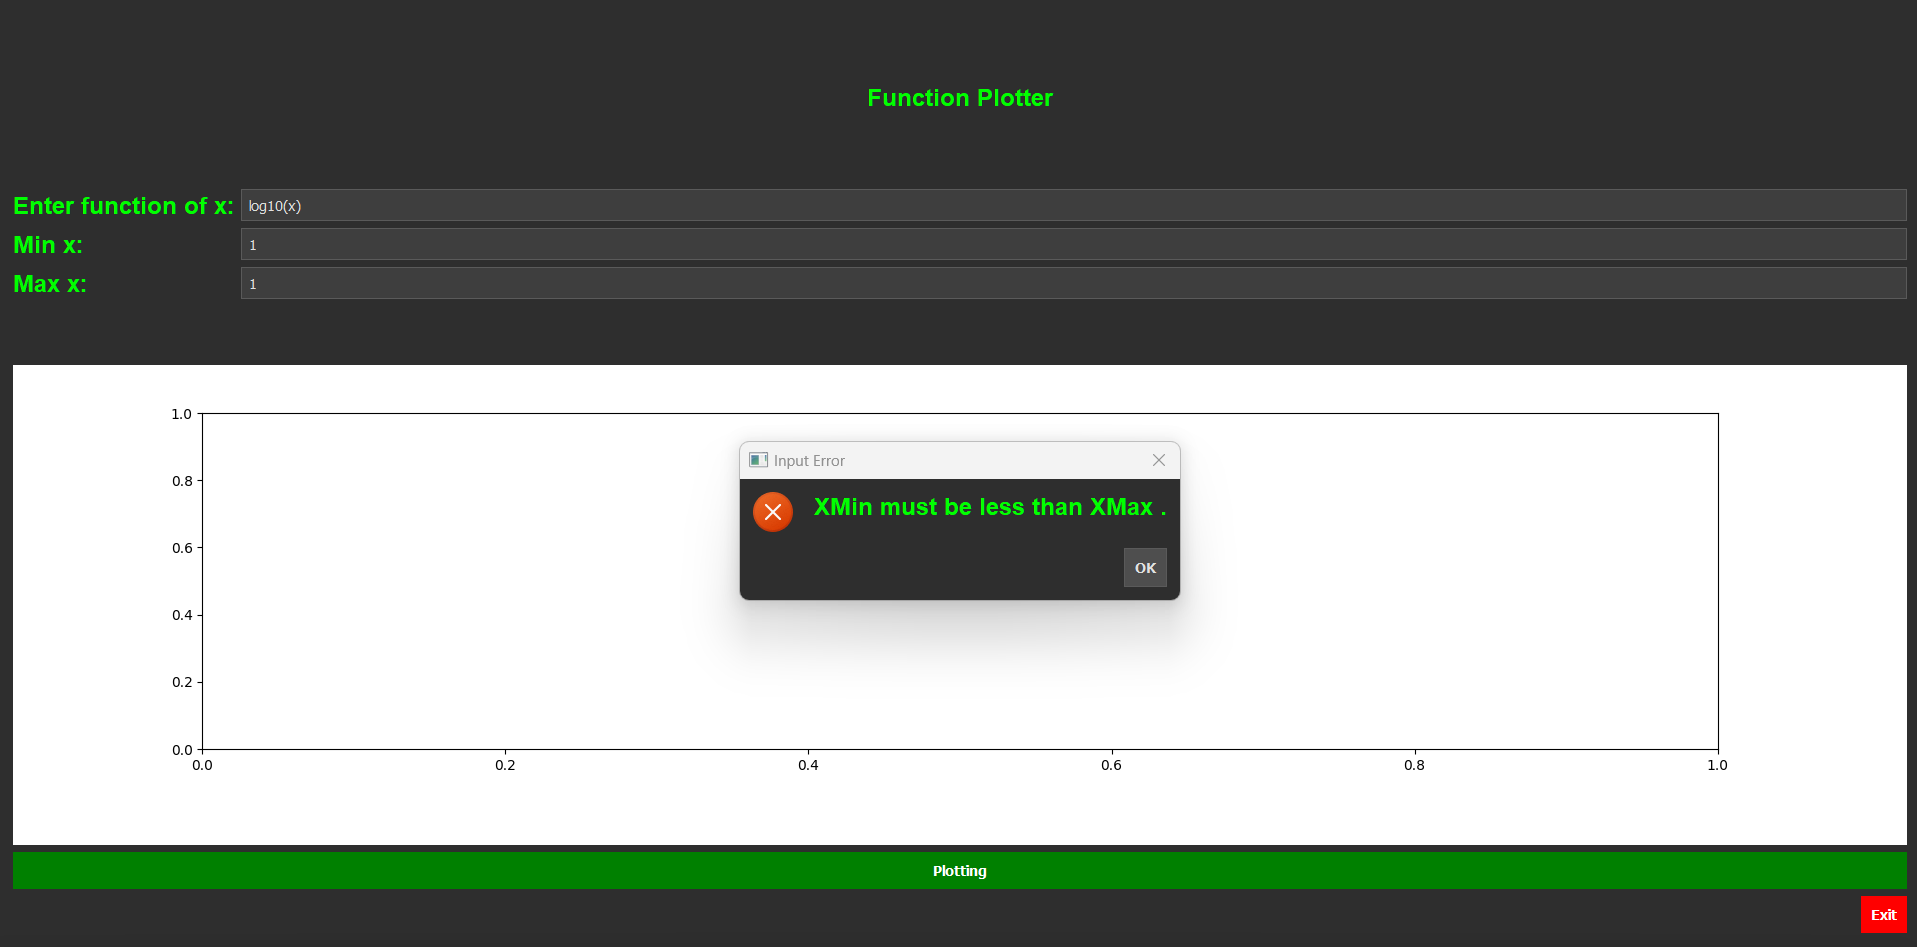 Function Plotter
Enter function of x: log10(x)
Min x: 1
Max x: 1
1.0
0.8
0.6
0.4
0.2
0.0
0.0 0.2 0.4 0.6 0.8 1.0
Input Error
XMin must be less than XMax .
OK
Plotting
Exit